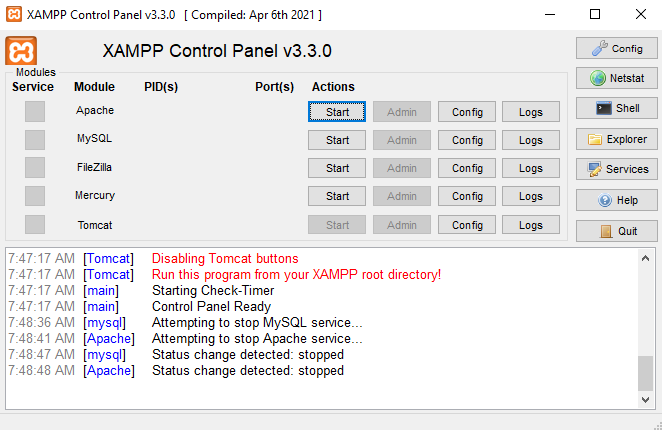 XAMPP Control Panel v3.3.0 [ Compiled: Apr 6th 2021 ]
XAMPP Control Panel v3.3.0
Config
Modules
Service Module PID(s) Port(s) Actions
Netstat
Apache Start Admin Config Logs
Shell
MySQL Start Admin Config Logs
Explorer
FileZilla Start Admin Config Logs
Services
Mercury Start Admin Config Logs
Help
Tomcat Start Admin Config Logs
Quit
7:47:17 AM [Tomcat] Disabling Tomcat buttons
7:47:17 AM [Tomcat] Run this program from your XAMPP root directory!
7:47:17 AM [main] Starting Check-Timer
7:47:17 AM [main] Control Panel Ready
7:48:36 AM [mysql] Attempting to stop MySQL service...
7:48:41 AM [Apache] Attempting to stop Apache service...
7:48:47 AM [mysql] Status change detected: stopped
7:48:48 AM [Apache] Status change detected: stopped